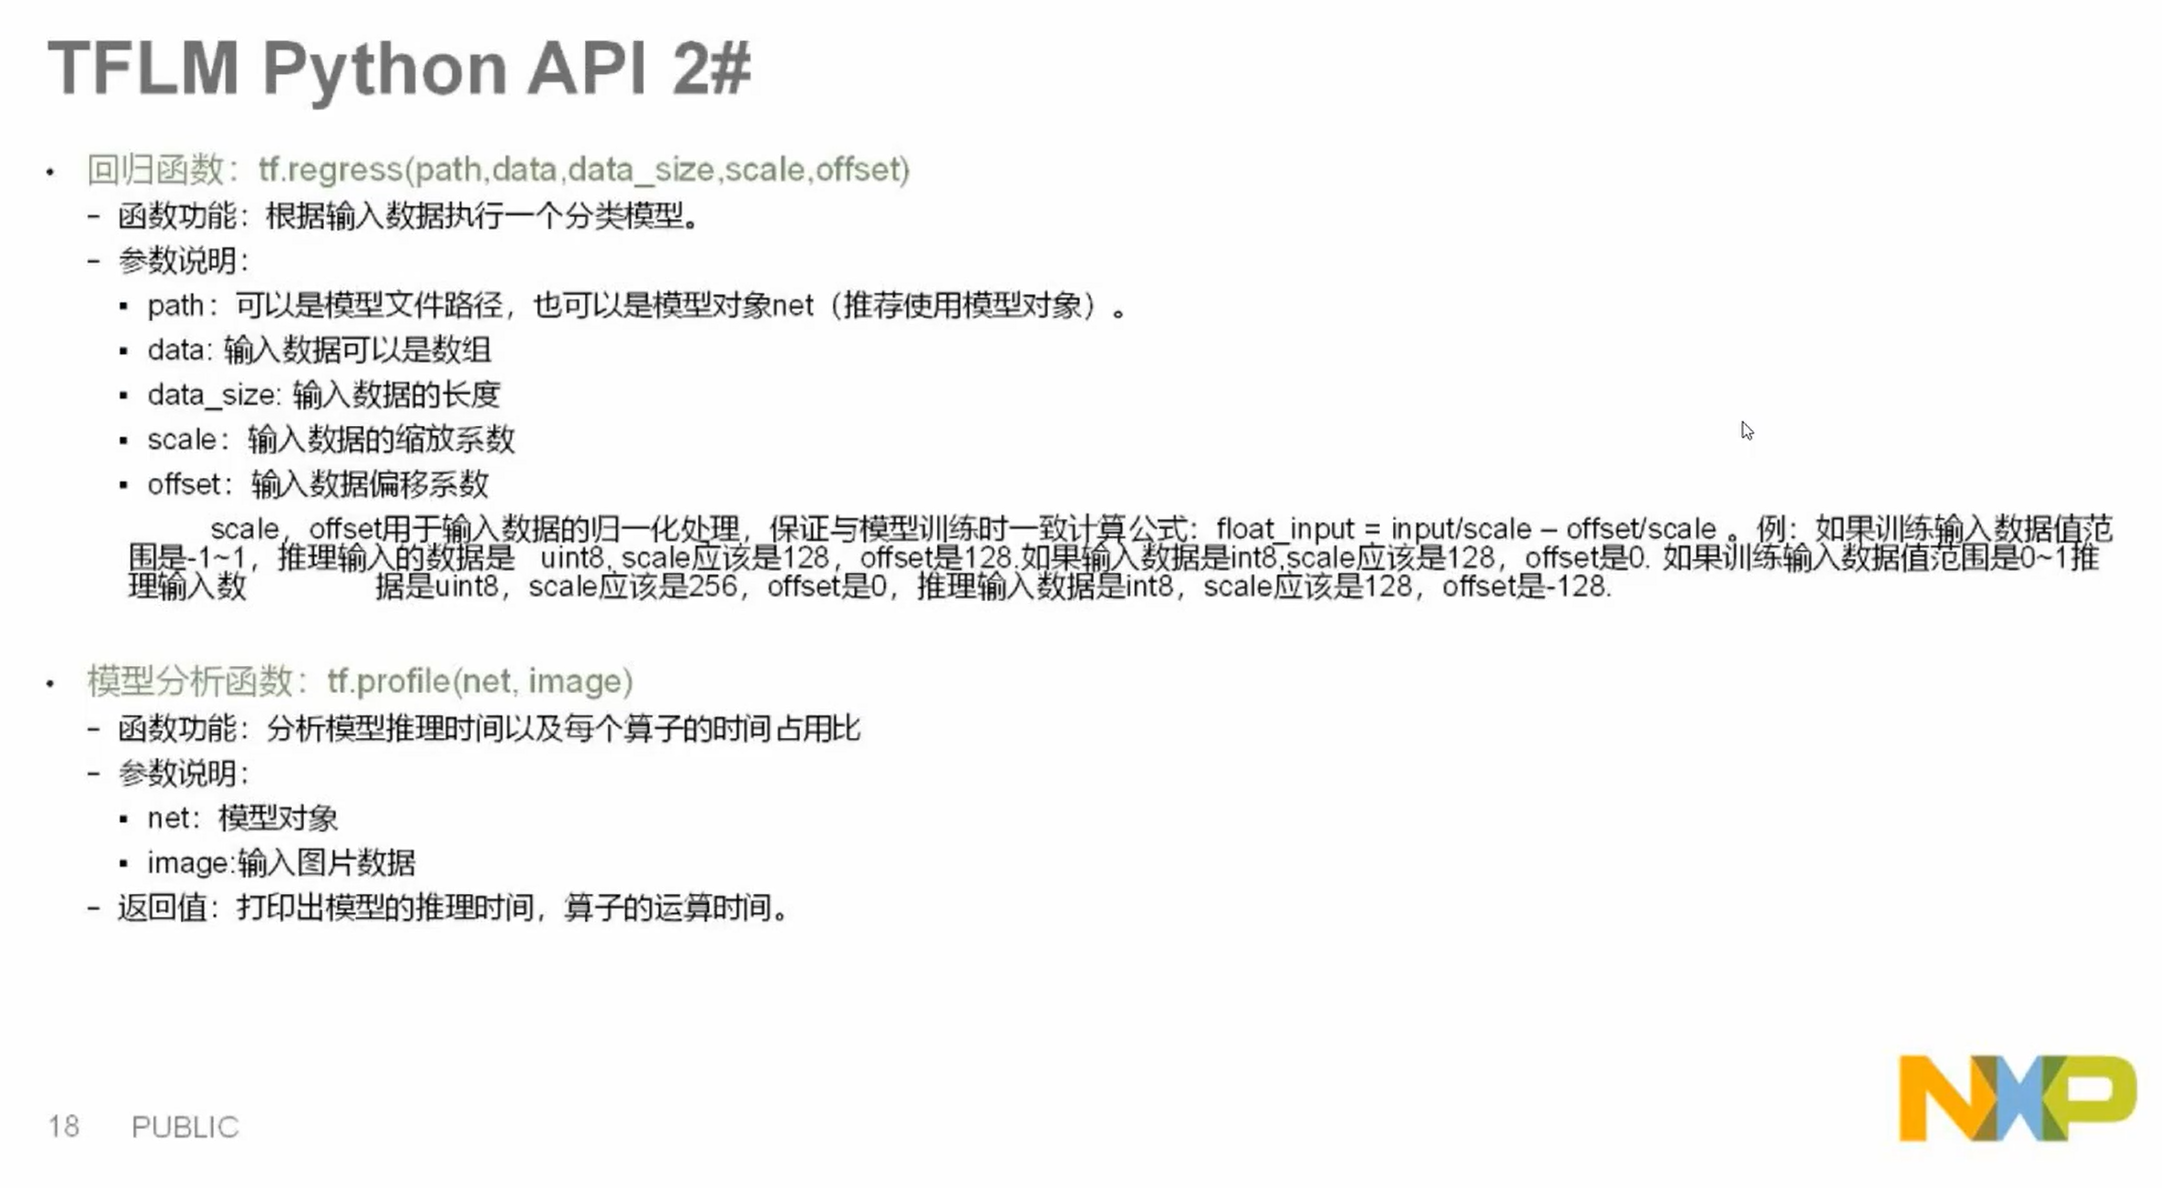 TFLM Python API 2#
• 回归函数：tf.regress(path,data,data_size,scale,offset)
– 函数功能：根据输入数据执行一个分类模型。
– 参数说明：
▪ path：可以是模型文件路径，也可以是模型对象net（推荐使用模型对象）。
▪ data: 输入数据可以是数组
▪ data_size: 输入数据的长度
▪ scale：输入数据的缩放系数
▪ offset：输入数据偏移系数
scale，offset用于输入数据的归一化处理，保证与模型训练时一致计算公式：float_input = input/scale – offset/scale 。例：如果训练输入数据值范
围是-1~1，推理输入的数据是 uint8, scale应该是128，offset是128.如果输入数据是int8,scale应该是128，offset是0. 如果训练输入数据值范围是0~1推
理输入数 据是uint8，scale应该是256，offset是0，推理输入数据是int8，scale应该是128，offset是-128.
• 模型分析函数：tf.profile(net, image)
– 函数功能：分析模型推理时间以及每个算子的时间占用比
– 参数说明：
▪ net：模型对象
▪ image:输入图片数据
– 返回值：打印出模型的推理时间，算子的运算时间。
18 PUBLIC
NXP